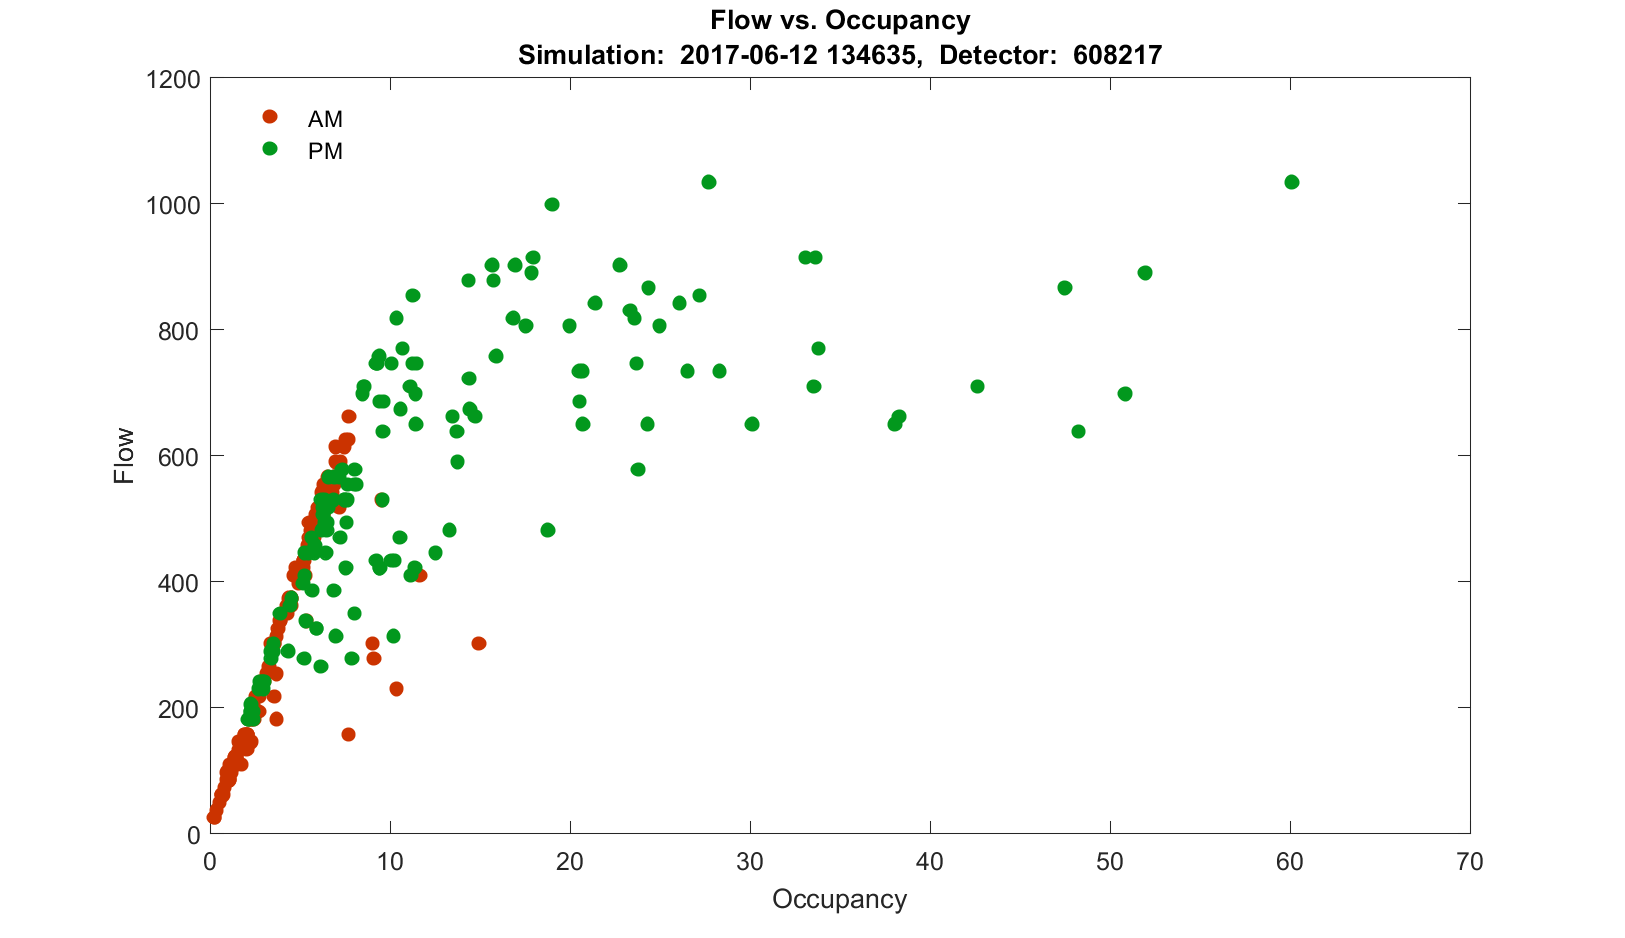 Flow vs. Occupancy
Simulation:  2017-06-12 134635,  Detector:  608217
1200
1000
800
600
400
200
0
Flow
AM
PM
0 10 20 30 40 50 60 70
Occupancy